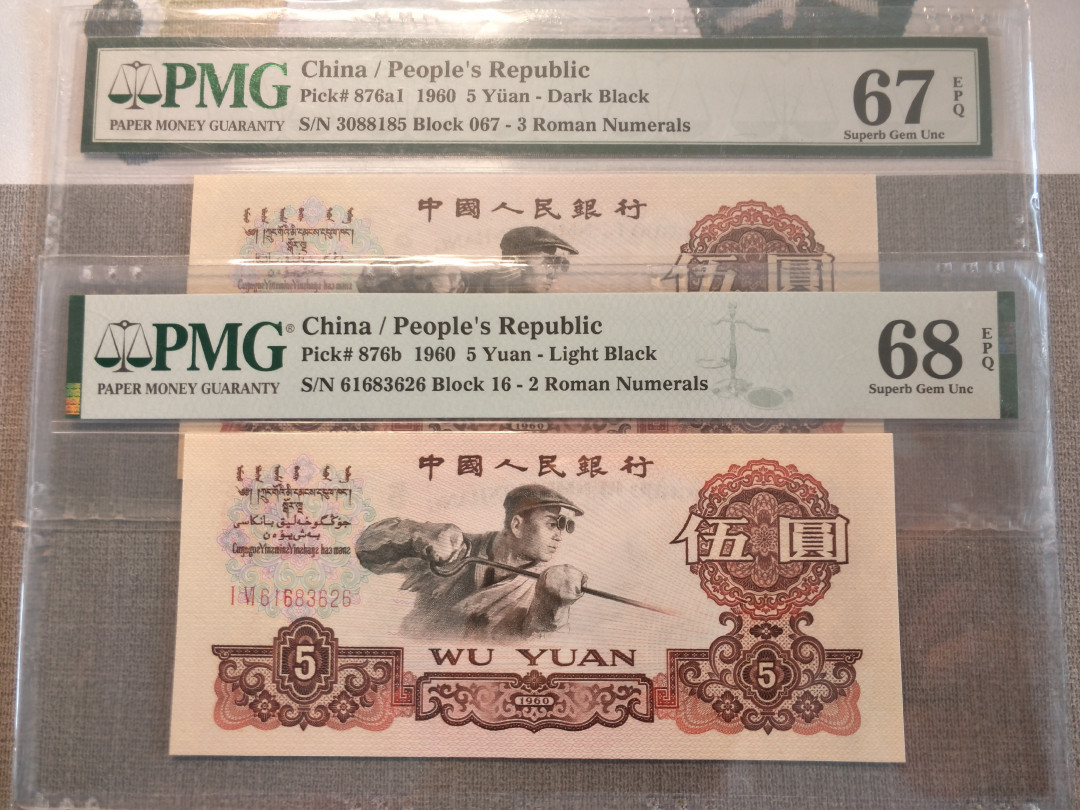 PMG
PAPER MONEY GUARANTY
China / People's Republic
Pick# 876a1 1960 5 Yüan - Dark Black
S/N 3088185 Block 067 - 3 Roman Numerals
67
EPQ
Superb Gem Unc
中國人民銀行
伍圓
PMG®
PAPER MONEY GUARANTY
China / People's Republic
Pick# 876b 1960 5 Yuan - Light Black
S/N 61683626 Block 16 - 2 Roman Numerals
68
EPQ
Superb Gem Unc
1960
中國人民銀行
伍圓
I VI 61683626
5
WU YUAN
5
1960